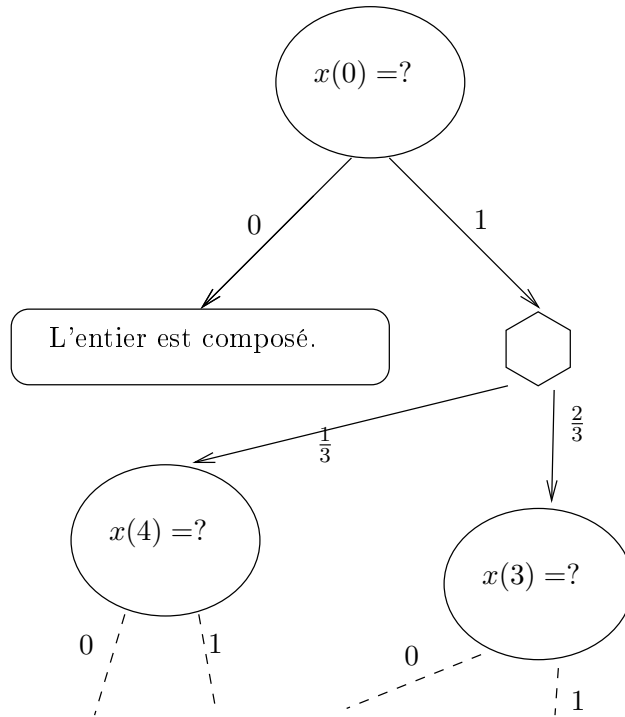 x(0) =?
0
1
L'entier est composé.
1/3
2/3
x(4) =?
x(3) =?
0
1
0
1